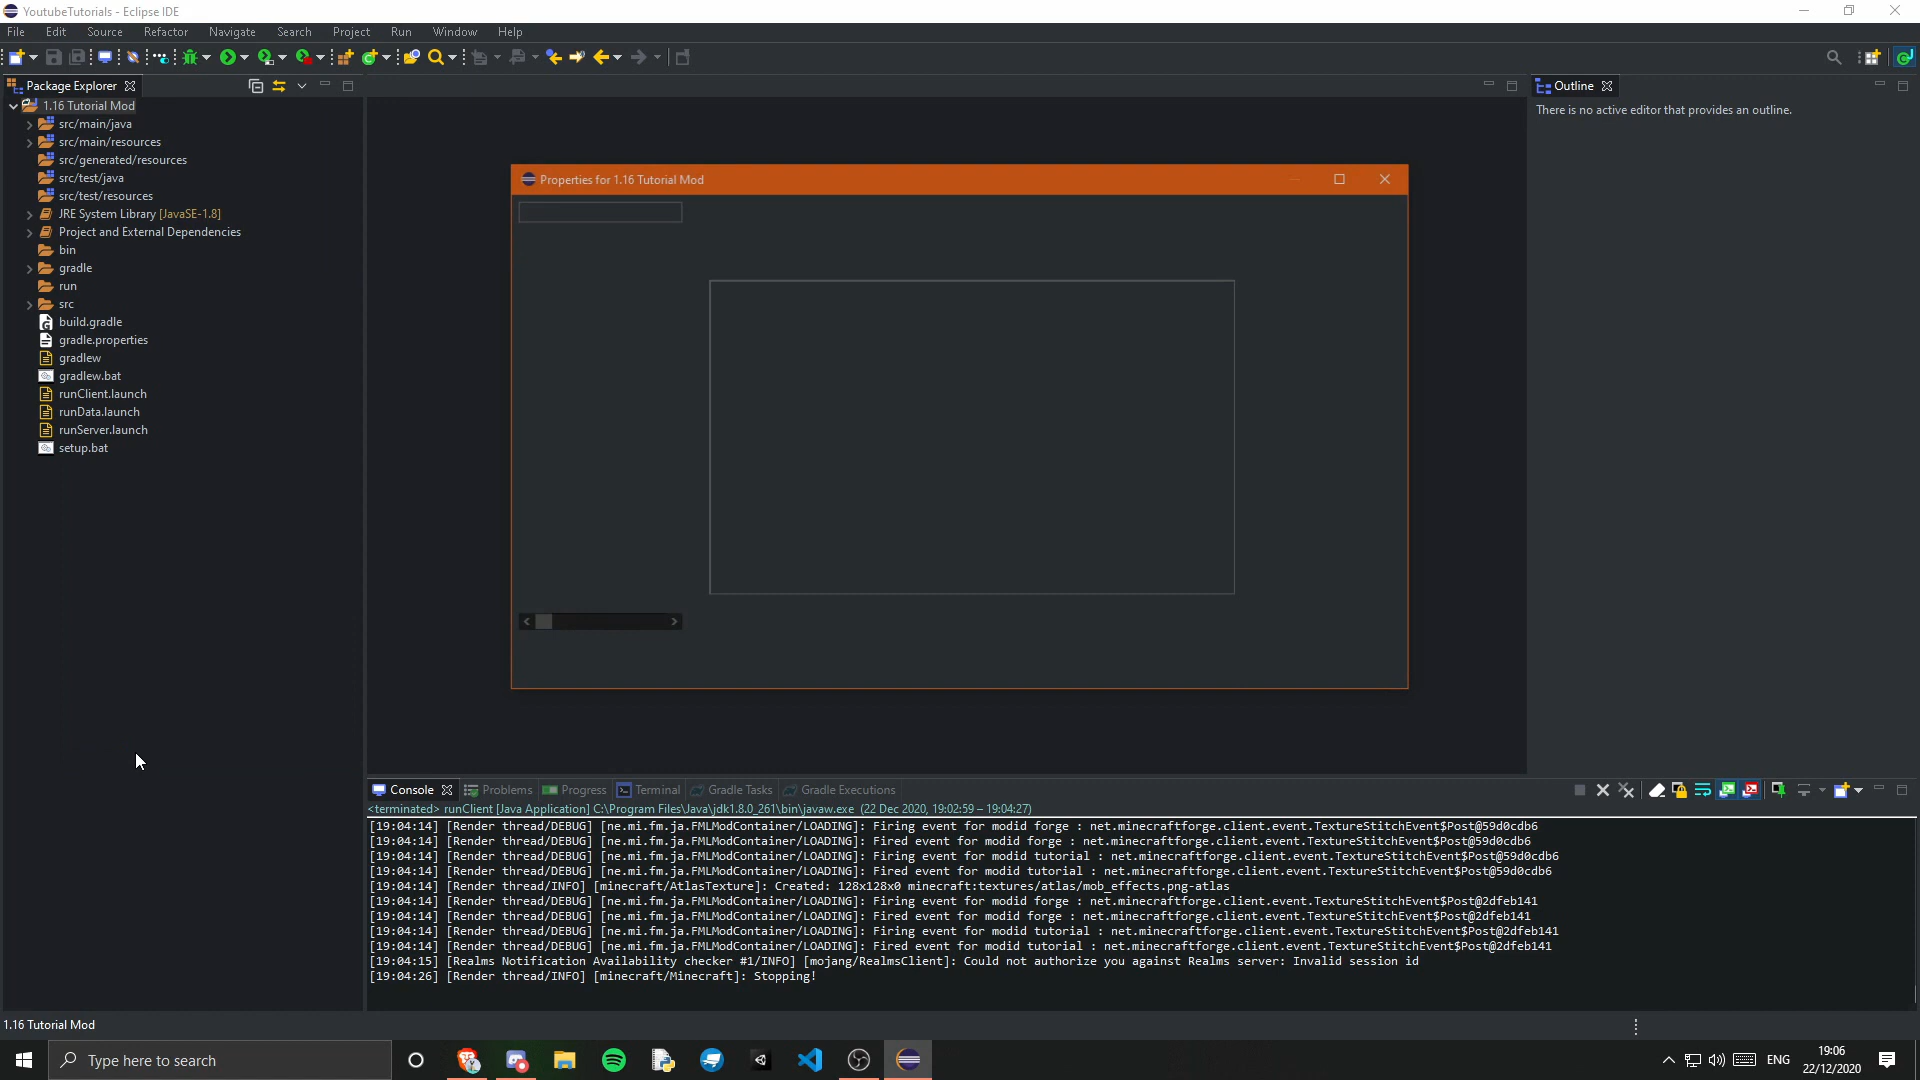 YoutubeTutorials - Eclipse IDE
File Edit Source Refactor Navigate Search Project Run Window Help
Package Explorer
Outline
1.16 Tutorial Mod
There is no active editor that provides an outline.
src/main/java
src/main/resources
src/generated/resources
src/test/java
src/test/resources
JRE System Library [JavaSE-1.8]
Project and External Dependencies
bin
gradle
run
src
build.gradle
gradle.properties
gradlew
gradlew.bat
runClient.launch
runData.launch
runServer.launch
setup.bat
Properties for 1.16 Tutorial Mod
Console Problems Progress Terminal Gradle Tasks Gradle Executions
<terminated> runClient [Java Application] C:\Program Files\Java\jdk1.8.0_261\bin\javaw.exe (22 Dec 2020, 19:02:59 – 19:04:27)
[19:04:14] [Render thread/DEBUG] [ne.mi.fm.ja.FMLModContainer/LOADING]: Firing event for modid forge : net.minecraftforge.client.event.TextureStitchEvent$Post@59d0cdb6
[19:04:14] [Render thread/DEBUG] [ne.mi.fm.ja.FMLModContainer/LOADING]: Fired event for modid forge : net.minecraftforge.client.event.TextureStitchEvent$Post@59d0cdb6
[19:04:14] [Render thread/DEBUG] [ne.mi.fm.ja.FMLModContainer/LOADING]: Firing event for modid tutorial : net.minecraftforge.client.event.TextureStitchEvent$Post@59d0cdb6
[19:04:14] [Render thread/DEBUG] [ne.mi.fm.ja.FMLModContainer/LOADING]: Fired event for modid tutorial : net.minecraftforge.client.event.TextureStitchEvent$Post@59d0cdb6
[19:04:14] [Render thread/INFO] [minecraft/AtlasTexture]: Created: 128x128x0 minecraft:textures/atlas/mob_effects.png-atlas
[19:04:14] [Render thread/DEBUG] [ne.mi.fm.ja.FMLModContainer/LOADING]: Firing event for modid forge : net.minecraftforge.client.event.TextureStitchEvent$Post@2dfeb141
[19:04:14] [Render thread/DEBUG] [ne.mi.fm.ja.FMLModContainer/LOADING]: Fired event for modid forge : net.minecraftforge.client.event.TextureStitchEvent$Post@2dfeb141
[19:04:14] [Render thread/DEBUG] [ne.mi.fm.ja.FMLModContainer/LOADING]: Firing event for modid tutorial : net.minecraftforge.client.event.TextureStitchEvent$Post@2dfeb141
[19:04:14] [Render thread/DEBUG] [ne.mi.fm.ja.FMLModContainer/LOADING]: Fired event for modid tutorial : net.minecraftforge.client.event.TextureStitchEvent$Post@2dfeb141
[19:04:15] [Realms Notification Availability checker #1/INFO] [mojang/RealmsClient]: Could not authorize you against Realms server: Invalid session id
[19:04:26] [Render thread/INFO] [minecraft/Minecraft]: Stopping!
1.16 Tutorial Mod
Type here to search
ENG
19:06
22/12/2020